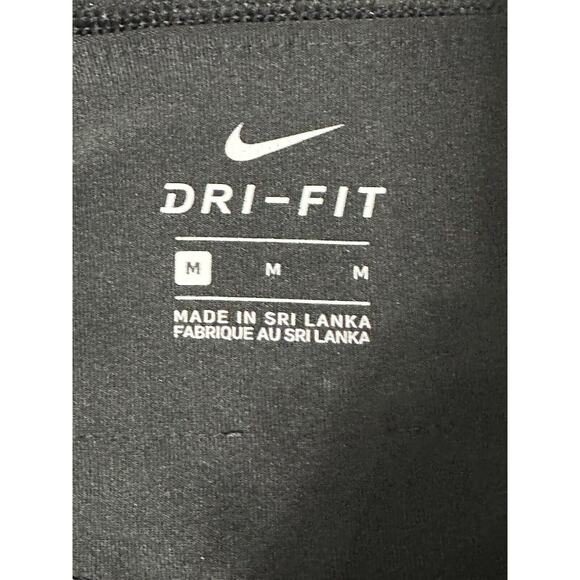 DRI-FIT
M M M
MADE IN SRI LANKA
FABRIQUE AU SRI LANKA